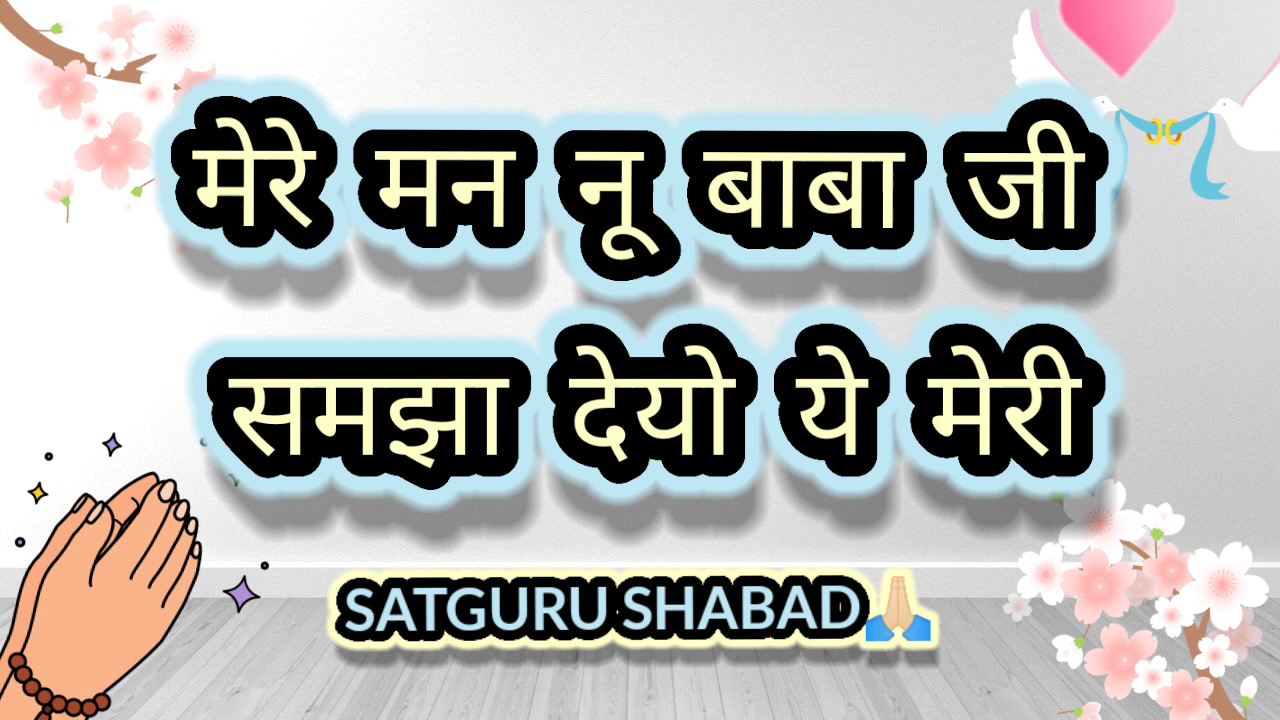 मेरे मन नू बाबा जी
समझा देयो ये मेरी
SATGURU SHABAD🙏🏻